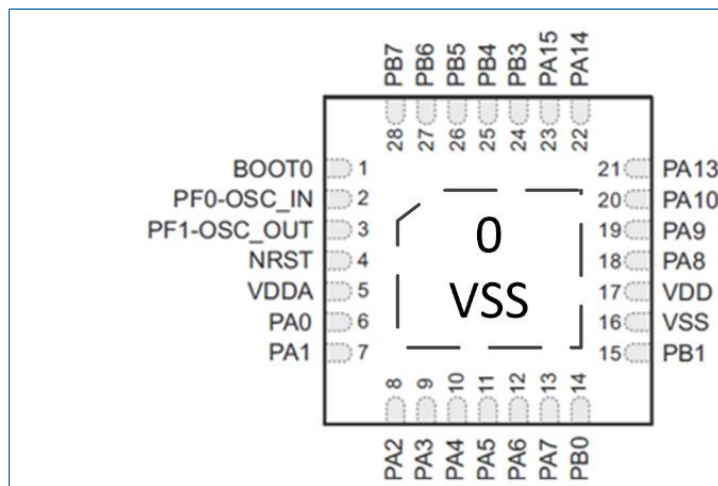 PB7
PB6
PB5
PB4
PB3
PA15
PA14
28
27
26
25
24
23
22
BOOT0 1
PF0-OSC_IN 2
PF1-OSC_OUT 3
NRST 4
VDDA 5
PA0 6
PA1 7
0
VSS
21 PA13
20 PA10
19 PA9
18 PA8
17 VDD
16 VSS
15 PB1
8
9
10
11
12
13
14
PA2
PA3
PA4
PA5
PA6
PA7
PB0